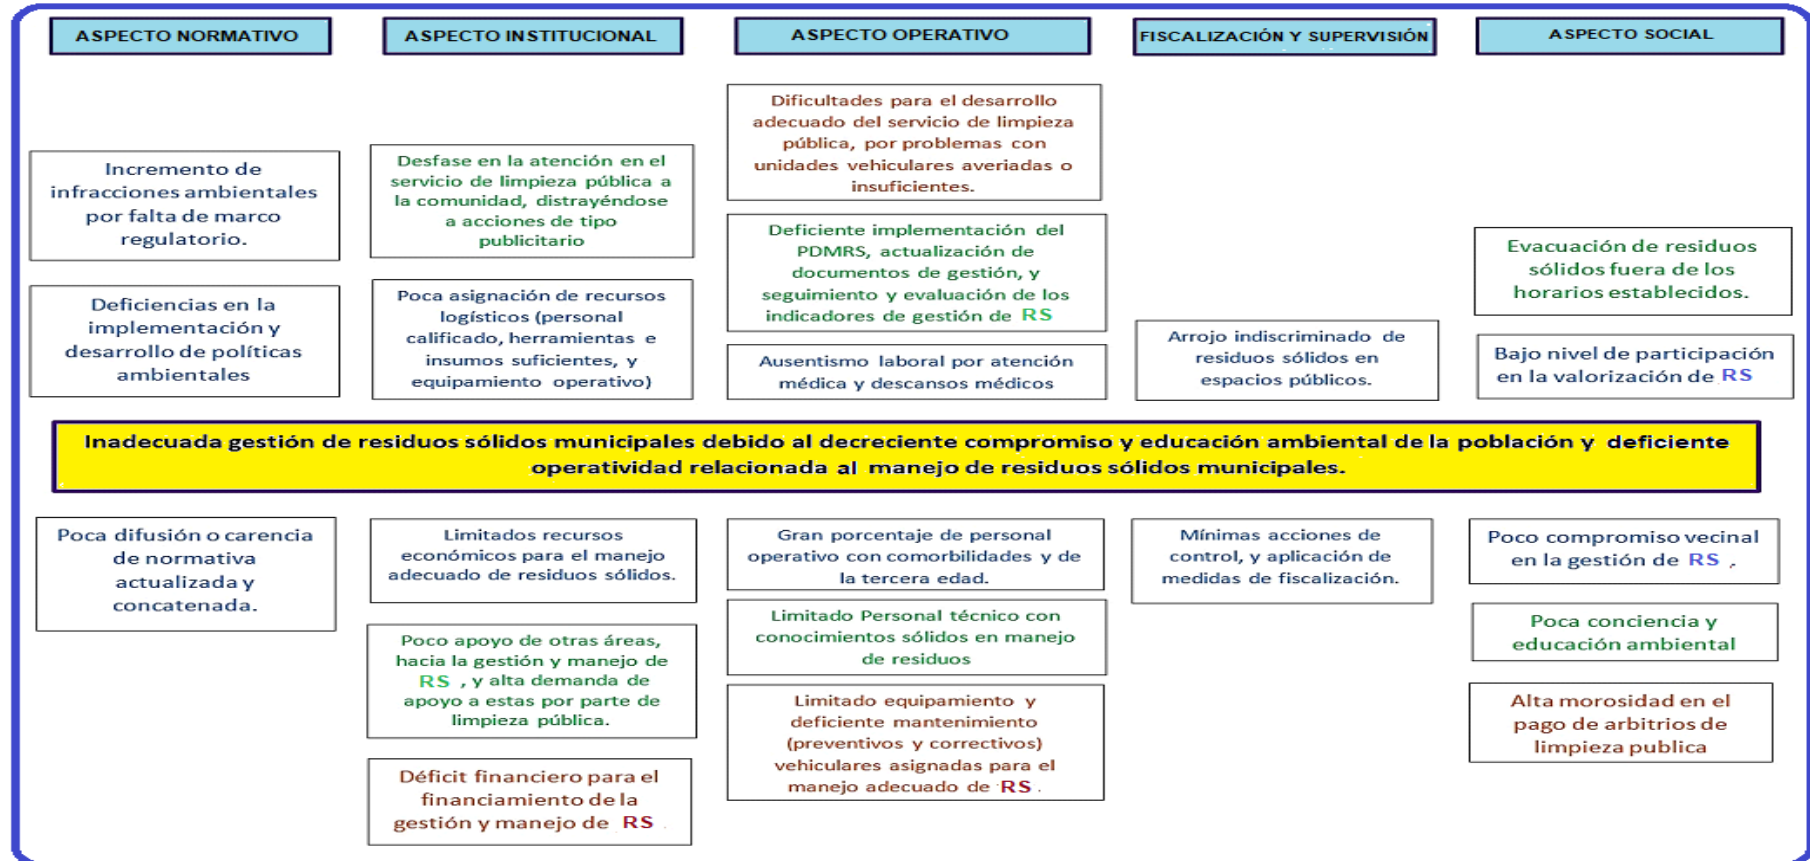 ASPECTO NORMATIVO
ASPECTO INSTITUCIONAL
ASPECTO OPERATIVO
FISCALIZACIÓN Y SUPERVISIÓN
ASPECTO SOCIAL
Incremento de
infracciones ambientales
por falta de marco
regulatorio.
Deficiencias en la
implementación y
desarrollo de políticas
ambientales
Desfase en la atención en el
servicio de limpieza pública a
la comunidad, distrayéndose
a acciones de tipo
publicitario
Poca asignación de recursos
logísticos (personal
calificado, herramientas e
insumos suficientes, y
equipamiento operativo)
Dificultades para el desarrollo
adecuado del servicio de limpieza
pública, por problemas con
unidades vehiculares averiadas o
insuficientes.
Deficiente implementación del
PDMRS, actualización de
documentos de gestión, y
seguimiento y evaluación de los
indicadores de gestión de RS
Ausentismo laboral por atención
médica y descansos médicos
Arrojo indiscriminado de
residuos sólidos en
espacios públicos.
Evacuación de residuos
sólidos fuera de los
horarios establecidos.
Bajo nivel de participación
en la valorización de RS
Inadecuada gestión de residuos sólidos municipales debido al decreciente compromiso y educación ambiental de la población y deficiente
operatividad relacionada al manejo de residuos sólidos municipales.
Poca difusión o carencia
de normativa
actualizada y
concatenada.
Limitados recursos
económicos para el manejo
adecuado de residuos sólidos.
Poco apoyo de otras áreas,
hacia la gestión y manejo de
RS , y alta demanda de
apoyo a estas por parte de
limpieza pública.
Déficit financiero para el
financiamiento de la
gestión y manejo de RS .
Gran porcentaje de personal
operativo con comorbilidades y de
la tercera edad.
Limitado Personal técnico con
conocimientos sólidos en manejo
de residuos
Limitado equipamiento y
deficiente mantenimiento
(preventivos y correctivos)
vehiculares asignadas para el
manejo adecuado de RS .
Mínimas acciones de
control, y aplicación de
medidas de fiscalización.
Poco compromiso vecinal
en la gestión de RS .
Poca conciencia y
educación ambiental
Alta morosidad en el
pago de arbitrios de
limpieza publica